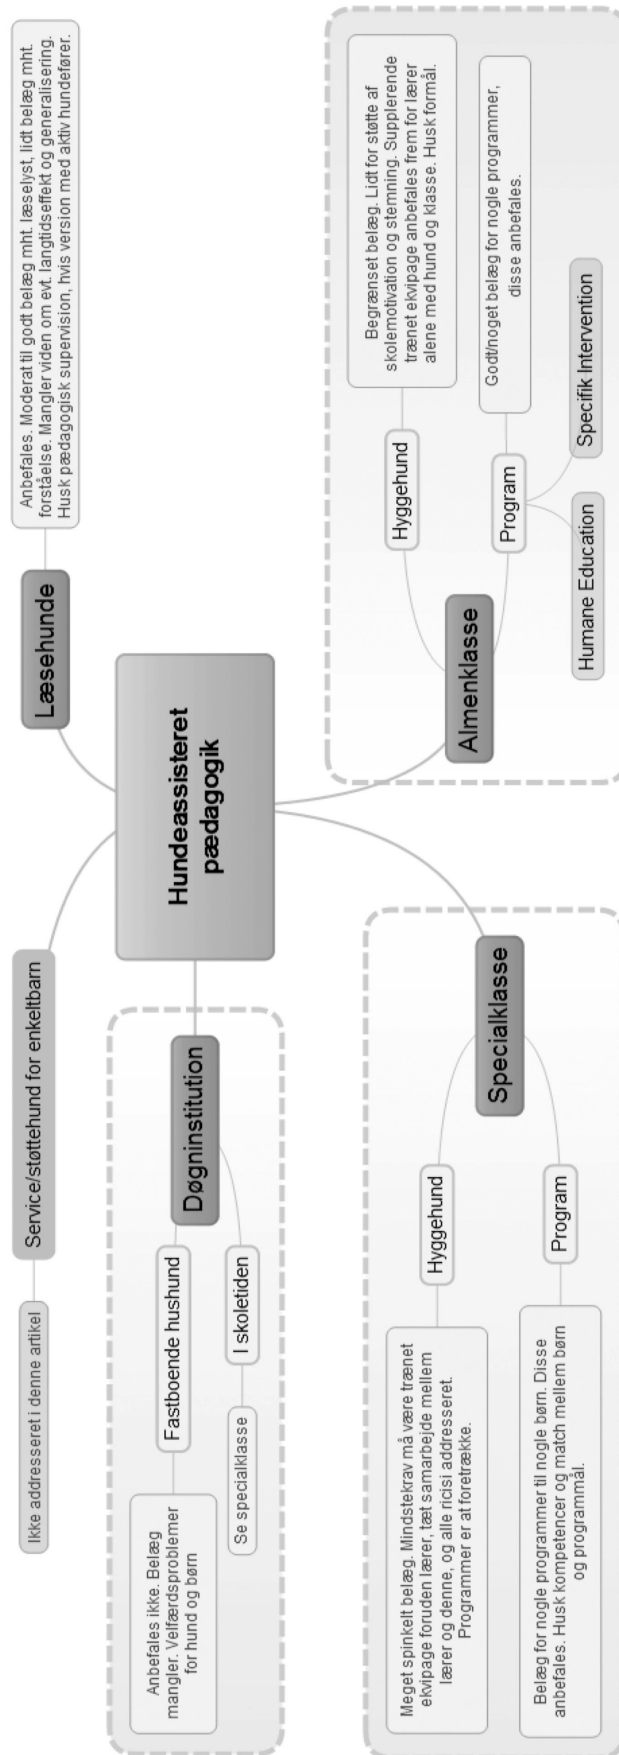 Hundeassisteret
pædagogik
Læsehunde
Anbefales. Moderat til godt belæg mht. læselyst, lidt belæg mht.
forståelse. Mangler viden om evt. langtidseffekt og generalisering.
Husk pædagogisk supervision, hvis version med aktiv hundefører.
Service/støttehund for enkeltbarn
Ikke addresseret i denne artikel
Døgninstitution
Fastboende hushund
Anbefales ikke. Belæg
mangler. Velfærdsproblemer
for hund og børn
I skoletiden
Se specialklasse
Almenklasse
Hyggehund
Begrænset belæg. Lidt for støtte af
skolemotivation og stemning. Supplerende
trænet ekvipage anbefales frem for lærer
alene med hund og klasse. Husk formål.
Program
Godt/noget belæg for nogle programmer,
disse anbefales.
Humane Education
Specifik Intervention
Specialklasse
Hyggehund
Meget spinkelt belæg. Mindstekrav må være trænet
ekvipage foruden lærer, tæt samarbejde mellem
lærer og denne, og alle ricisi addresseret.
Programmer er at foretrække.
Program
Belæg for nogle programmer til nogle børn. Disse
anbefales. Husk kompetencer og match mellem børn
og programmål.